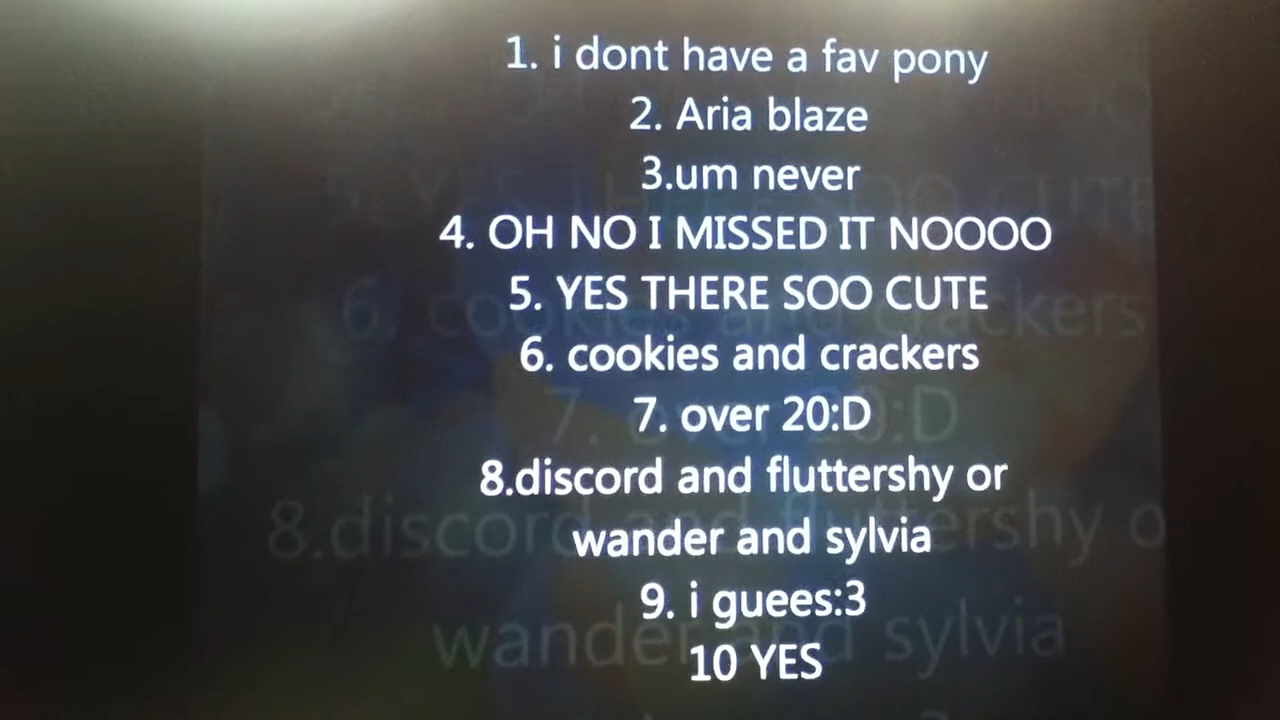 1. i dont have a fav pony
2. Aria blaze
3.um never
4. OH NO I MISSED IT NOOOO
5. YES THERE SOO CUTE
6. cookies and crackers
7. over 20:D
8.discord and fluttershy or
wander and sylvia
9. i guees:3
10 YES